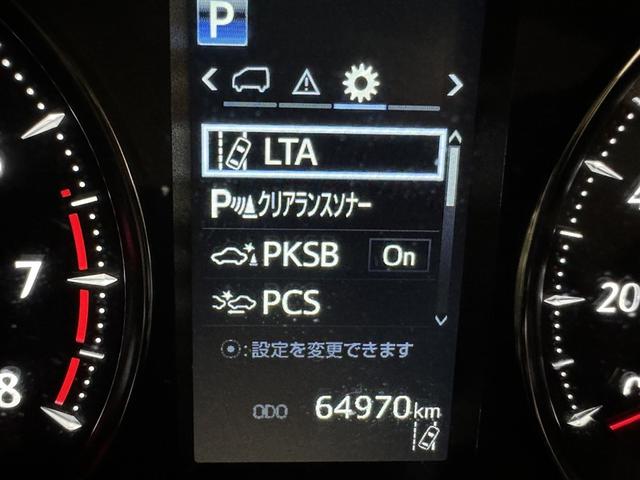 P
LTA
P クリアランスソナー
PKSB On
PCS
:設定を変更できます
ODO 64970km
7
8
20